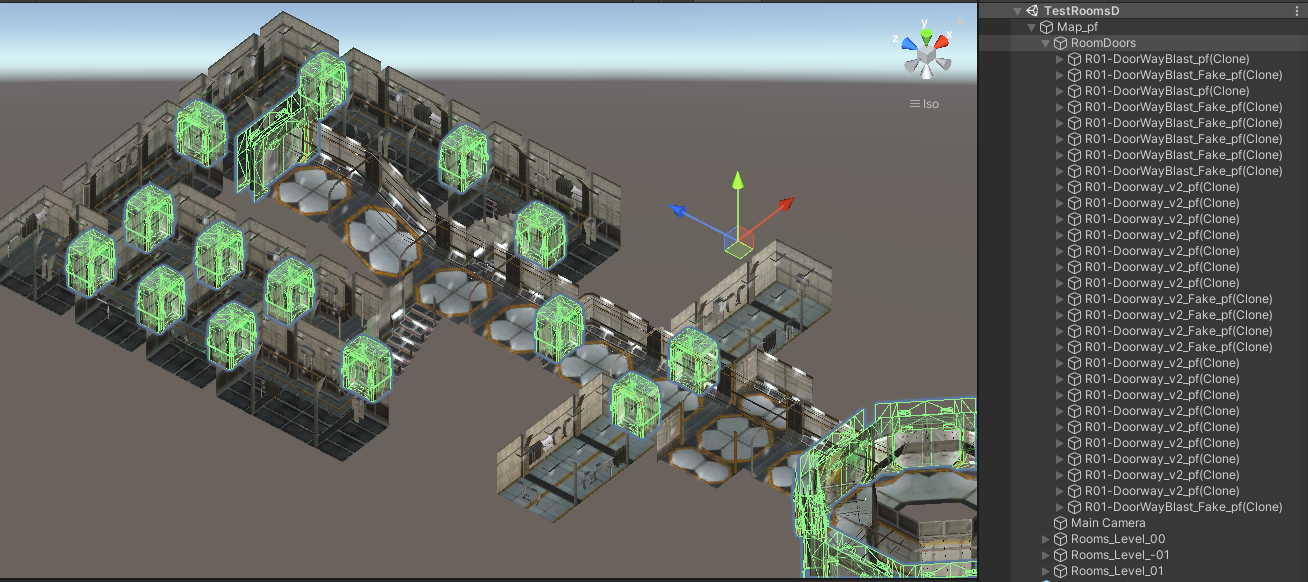 TestRoomsD
Map_pf
RoomDoors
R01-DoorWayBlast_pf(Clone)
R01-DoorWayBlast_Fake_pf(Clone)
R01-DoorWayBlast_pf(Clone)
R01-DoorWayBlast_Fake_pf(Clone)
R01-DoorWayBlast_Fake_pf(Clone)
R01-DoorWayBlast_Fake_pf(Clone)
R01-DoorWayBlast_Fake_pf(Clone)
R01-DoorWayBlast_Fake_pf(Clone)
R01-Doorway_v2_pf(Clone)
R01-Doorway_v2_pf(Clone)
R01-Doorway_v2_pf(Clone)
R01-Doorway_v2_pf(Clone)
R01-Doorway_v2_pf(Clone)
R01-Doorway_v2_pf(Clone)
R01-Doorway_v2_pf(Clone)
R01-Doorway_v2_Fake_pf(Clone)
R01-Doorway_v2_Fake_pf(Clone)
R01-Doorway_v2_Fake_pf(Clone)
R01-Doorway_v2_Fake_pf(Clone)
R01-Doorway_v2_pf(Clone)
R01-Doorway_v2_pf(Clone)
R01-Doorway_v2_pf(Clone)
R01-Doorway_v2_pf(Clone)
R01-Doorway_v2_pf(Clone)
R01-Doorway_v2_pf(Clone)
R01-Doorway_v2_pf(Clone)
R01-Doorway_v2_pf(Clone)
R01-Doorway_v2_pf(Clone)
R01-DoorWayBlast_Fake_pf(Clone)
Main Camera
Rooms_Level_00
Rooms_Level_-01
Rooms_Level_01
y
z x
Iso